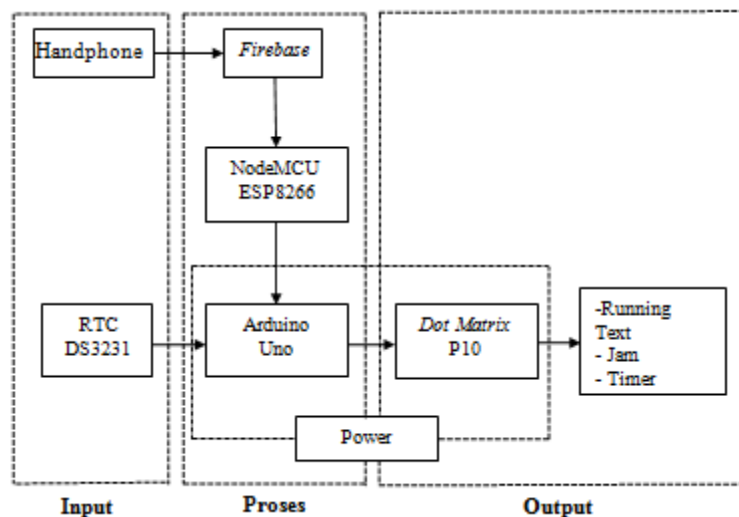 Handphone
Firebase
NodeMCU
ESP8266
RTC
DS3231
Arduino
Uno
Dot Matrix
P10
-Running
Text
- Jam
- Timer
Power
Input
Proses
Output